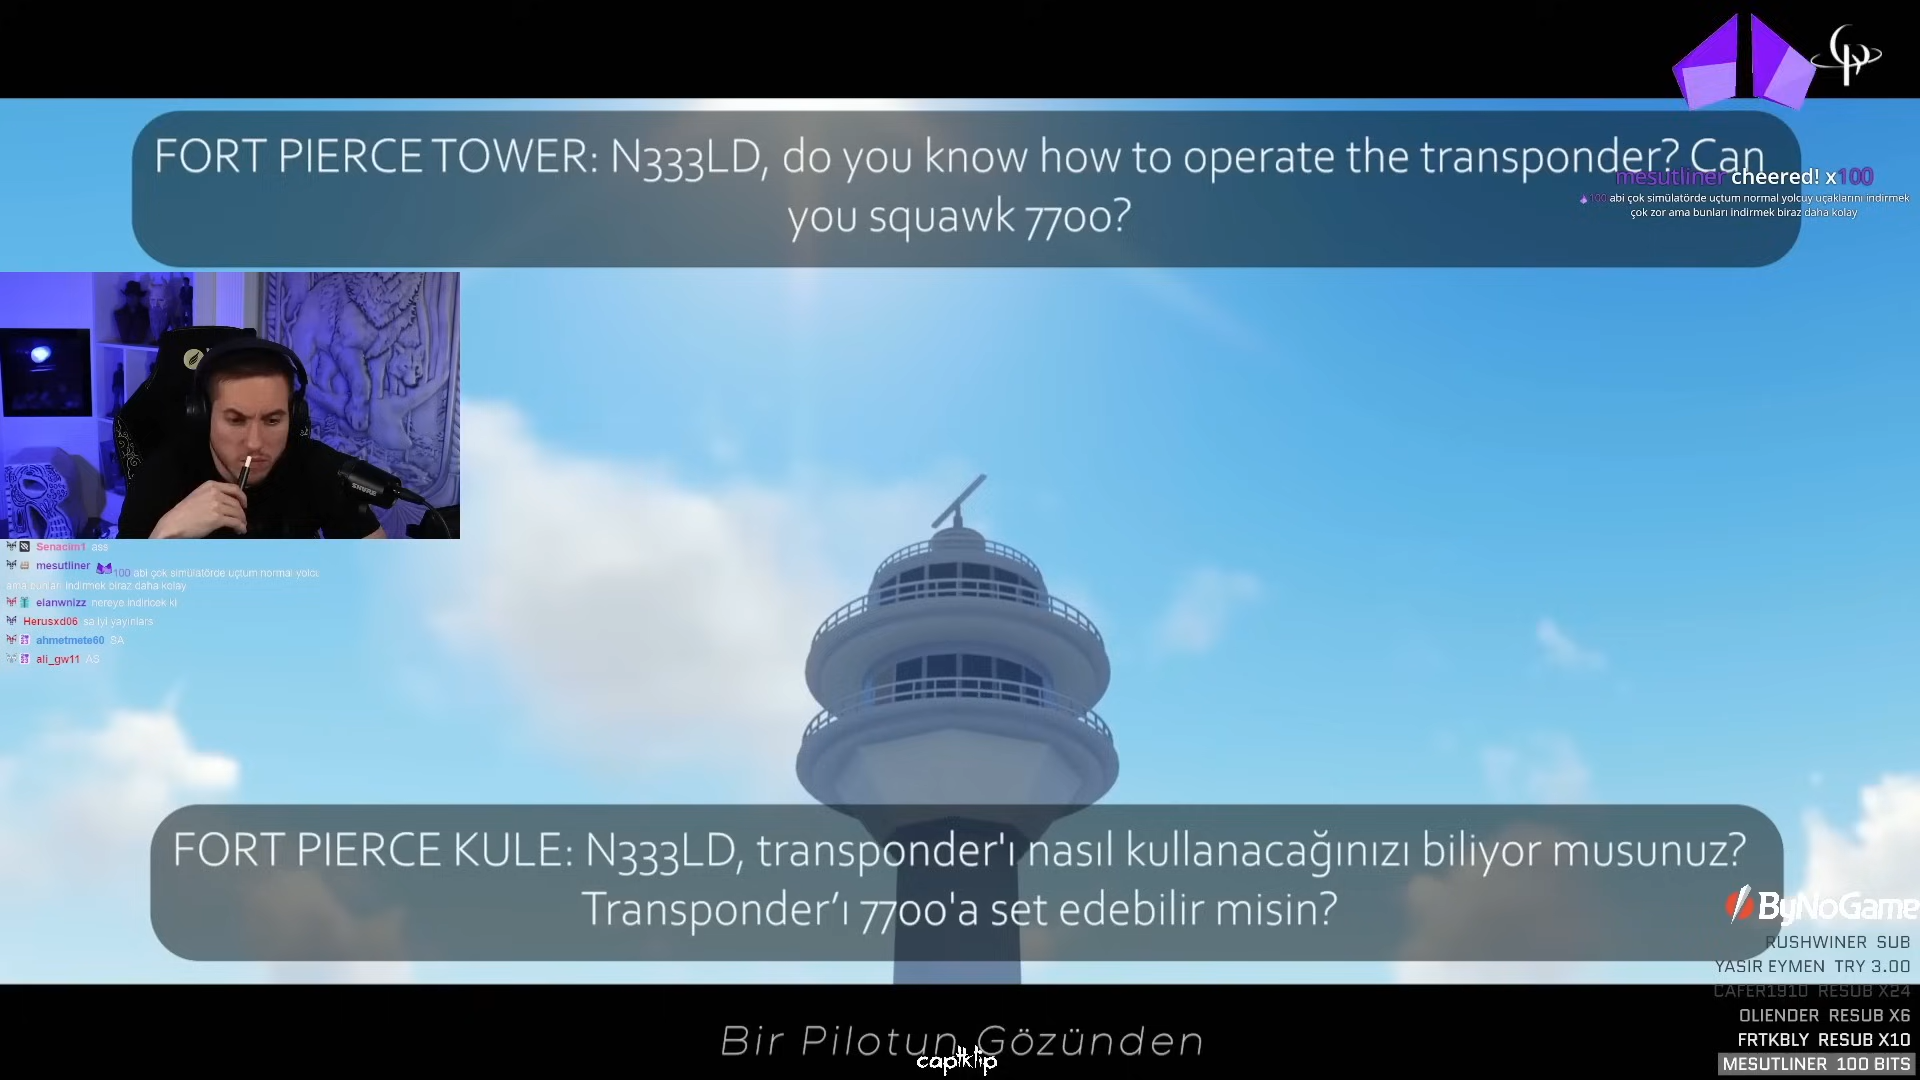 FORT PIERCE TOWER: N333LD, do you know how to operate the transponder? Can
you squawk 7700?
mesutliner cheered! x100
100 abi çok simülatörde uçtum normal yolcuy uçaklarını indirmek
çok zor ama bunları indirmek biraz daha kolay
SHURE
Senacim1 ass
mesutliner 100 abi çok simülatörde uçtum normal yolcu
ama bunları indirmek biraz daha kolay
elanwnizz nereye indiricek ki
Herusxd06 sa iyi yayınlars
ahmetmete60 SA
ali_gw11 AS
FORT PIERCE KULE: N333LD, transponder'ı nasıl kullanacağınızı biliyor musunuz?
Transponder’ı 7700'a set edebilir misin?
ByNoGame
RUSHWINER SUB
YASIR EYMEN TRY 3.00
CAFER1910 RESUB X24
OLIENDER RESUB X6
FRTKBLY RESUB X10
MESUTLINER 100 BITS
Bir Pilotun Gözünden
captklip